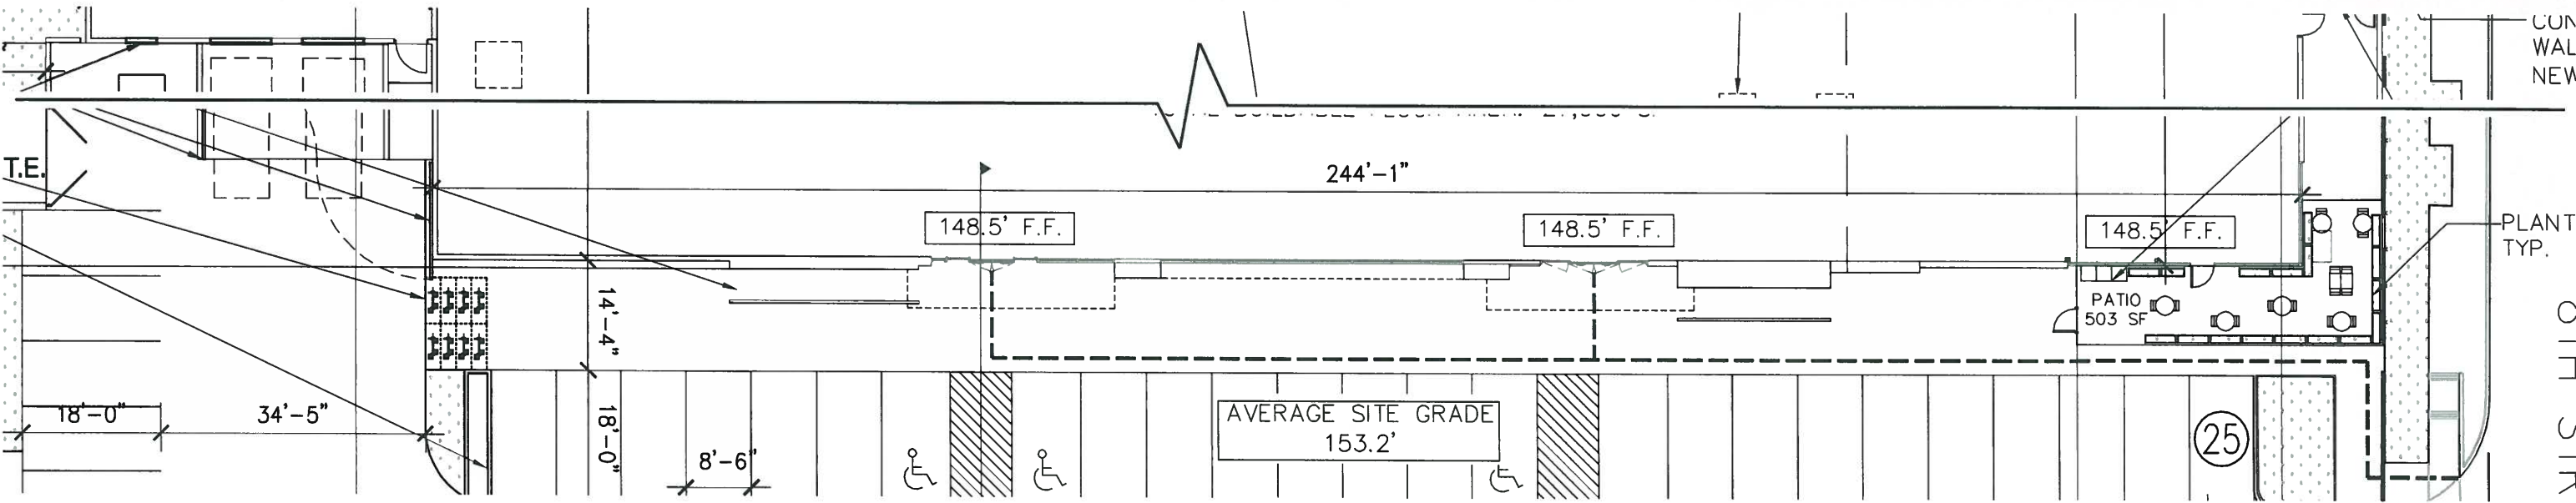 CON
WAL
NEW
T.E.
244'-1"
148.5' F.F.
148.5' F.F.
148.5' F.F.
PLANT
TYP.
PATIO
503 SF
14'-4"
18'-0"
34'-5"
18'-0"
8'-6"
AVERAGE SITE GRADE
153.2'
25